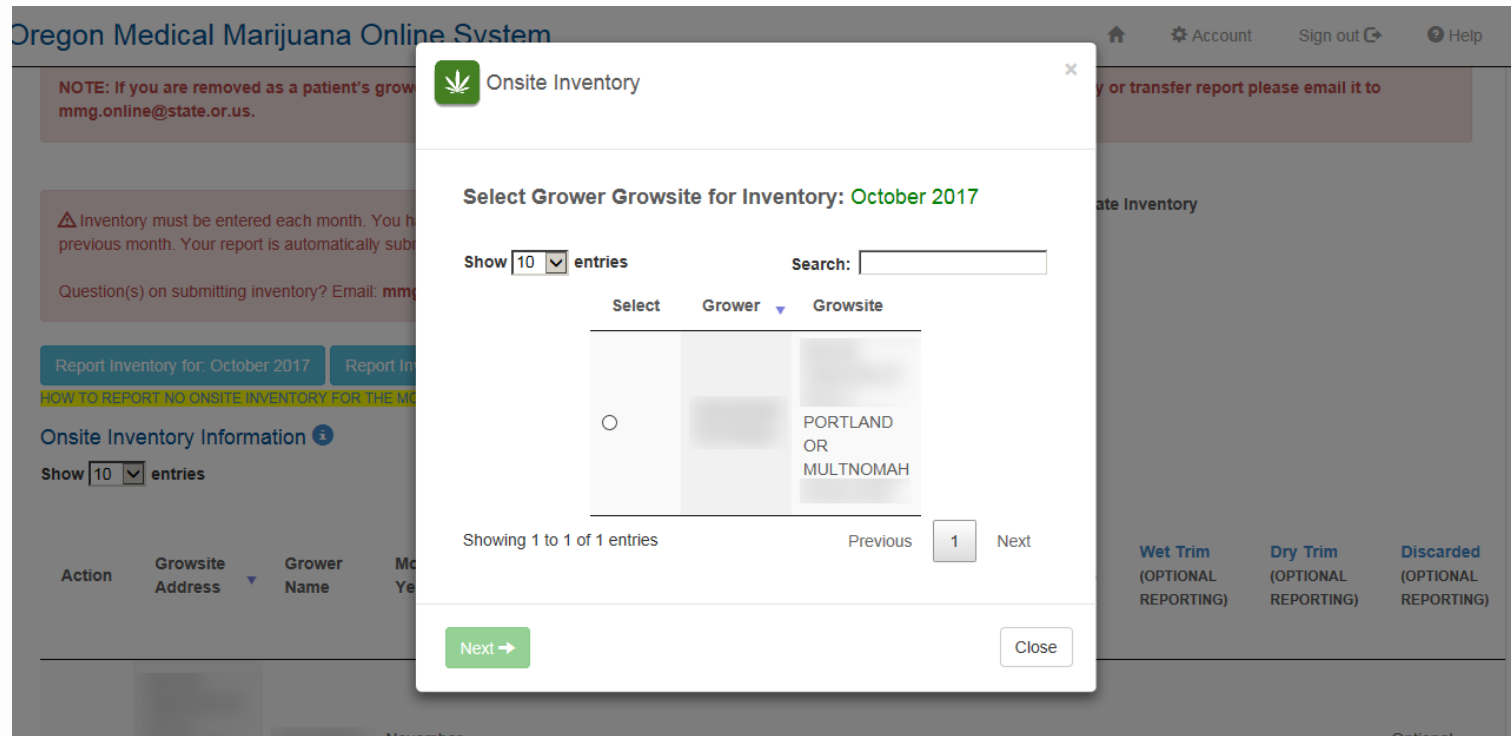 Oregon Medical Marijuana Online System
Account
Sign out
Help
NOTE: If you are removed as a patient's
y or transfer report please email it to
mmg.online@state.or.us.
Inventory must be entered each month. You
previous month. Your report is automatically
Question(s) on submitting inventory? Email:
ate Inventory
Report Inventory for: October 2017
Report
HOW TO REPORT NO ONSITE INVENTORY FOR THE
Onsite Inventory Information
Show 10 entries
Action
Growsite Address
Grower Name
Wet Trim
(OPTIONAL
REPORTING)
Dry Trim
(OPTIONAL
REPORTING)
Discarded
(OPTIONAL
REPORTING)
Onsite Inventory
×
Select Grower Growsite for Inventory: October 2017
Show 10 entries
Search:
Select Grower Growsite
PORTLAND
OR
MULTNOMAH
Showing 1 to 1 of 1 entries
Previous 1 Next
Next
Close